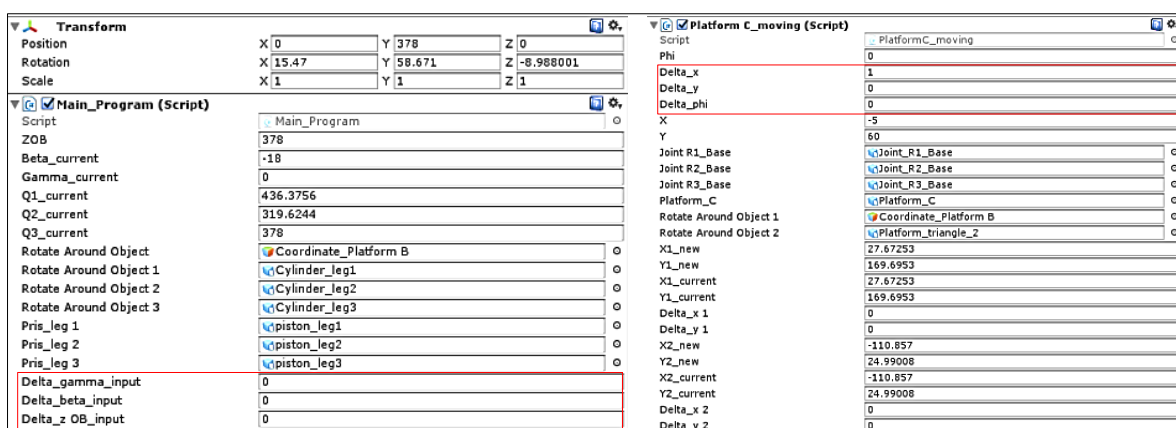 Transform
Position X 0 Y 378 Z 0
Rotation X 15.47 Y 58.671 Z -8.988001
Scale X 1 Y 1 Z 1
Main_Program (Script)
Script Main_Program
ZOB 378
Beta_current -18
Gamma_current 0
Q1_current 436.3756
Q2_current 319.6244
Q3_current 378
Rotate Around Object Coordinate_Platform B
Rotate Around Object 1 Cylinder_leg1
Rotate Around Object 2 Cylinder_leg2
Rotate Around Object 3 Cylinder_leg3
Pris_leg 1 piston_leg1
Pris_leg 2 piston_leg2
Pris_leg 3 piston_leg3
Delta_gamma_input 0
Delta_beta_input 0
Delta_z OB_input 0
Platform C_moving (Script)
Script PlatformC_moving
Phi 0
Delta_x 1
Delta_y 0
Delta_phi 0
X -5
Y 60
Joint R1_Base Joint_R1_Base
Joint R2_Base Joint_R2_Base
Joint R3_Base Joint_R3_Base
Platform_C Platform_C
Rotate Around Object 1 Coordinate_Platform B
Rotate Around Object 2 Platform_triangle_2
X1_new 27.67253
Y1_new 169.6953
X1_current 27.67253
Y1_current 169.6953
Delta_x 1 0
Delta_y 1 0
X2_new -110.857
Y2_new 24.99008
X2_current -110.857
Y2_current 24.99008
Delta_x 2 0
Delta_y 2 0